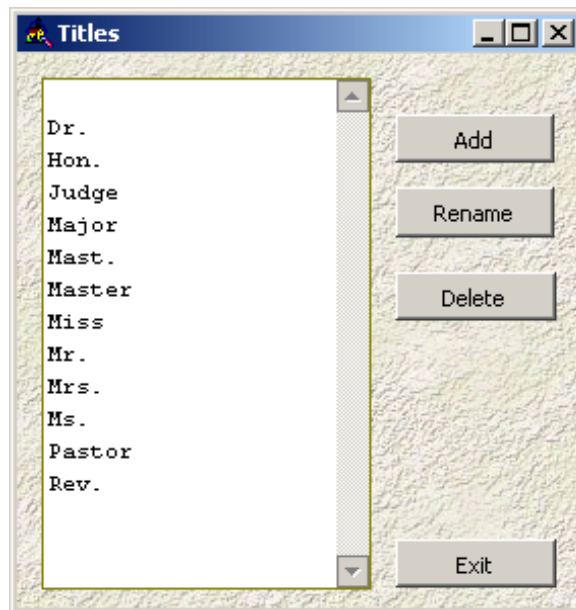 Titles
Dr.
Hon.
Judge
Major
Mast.
Master
Miss
Mr.
Mrs.
Ms.
Pastor
Rev.
Add
Rename
Delete
Exit